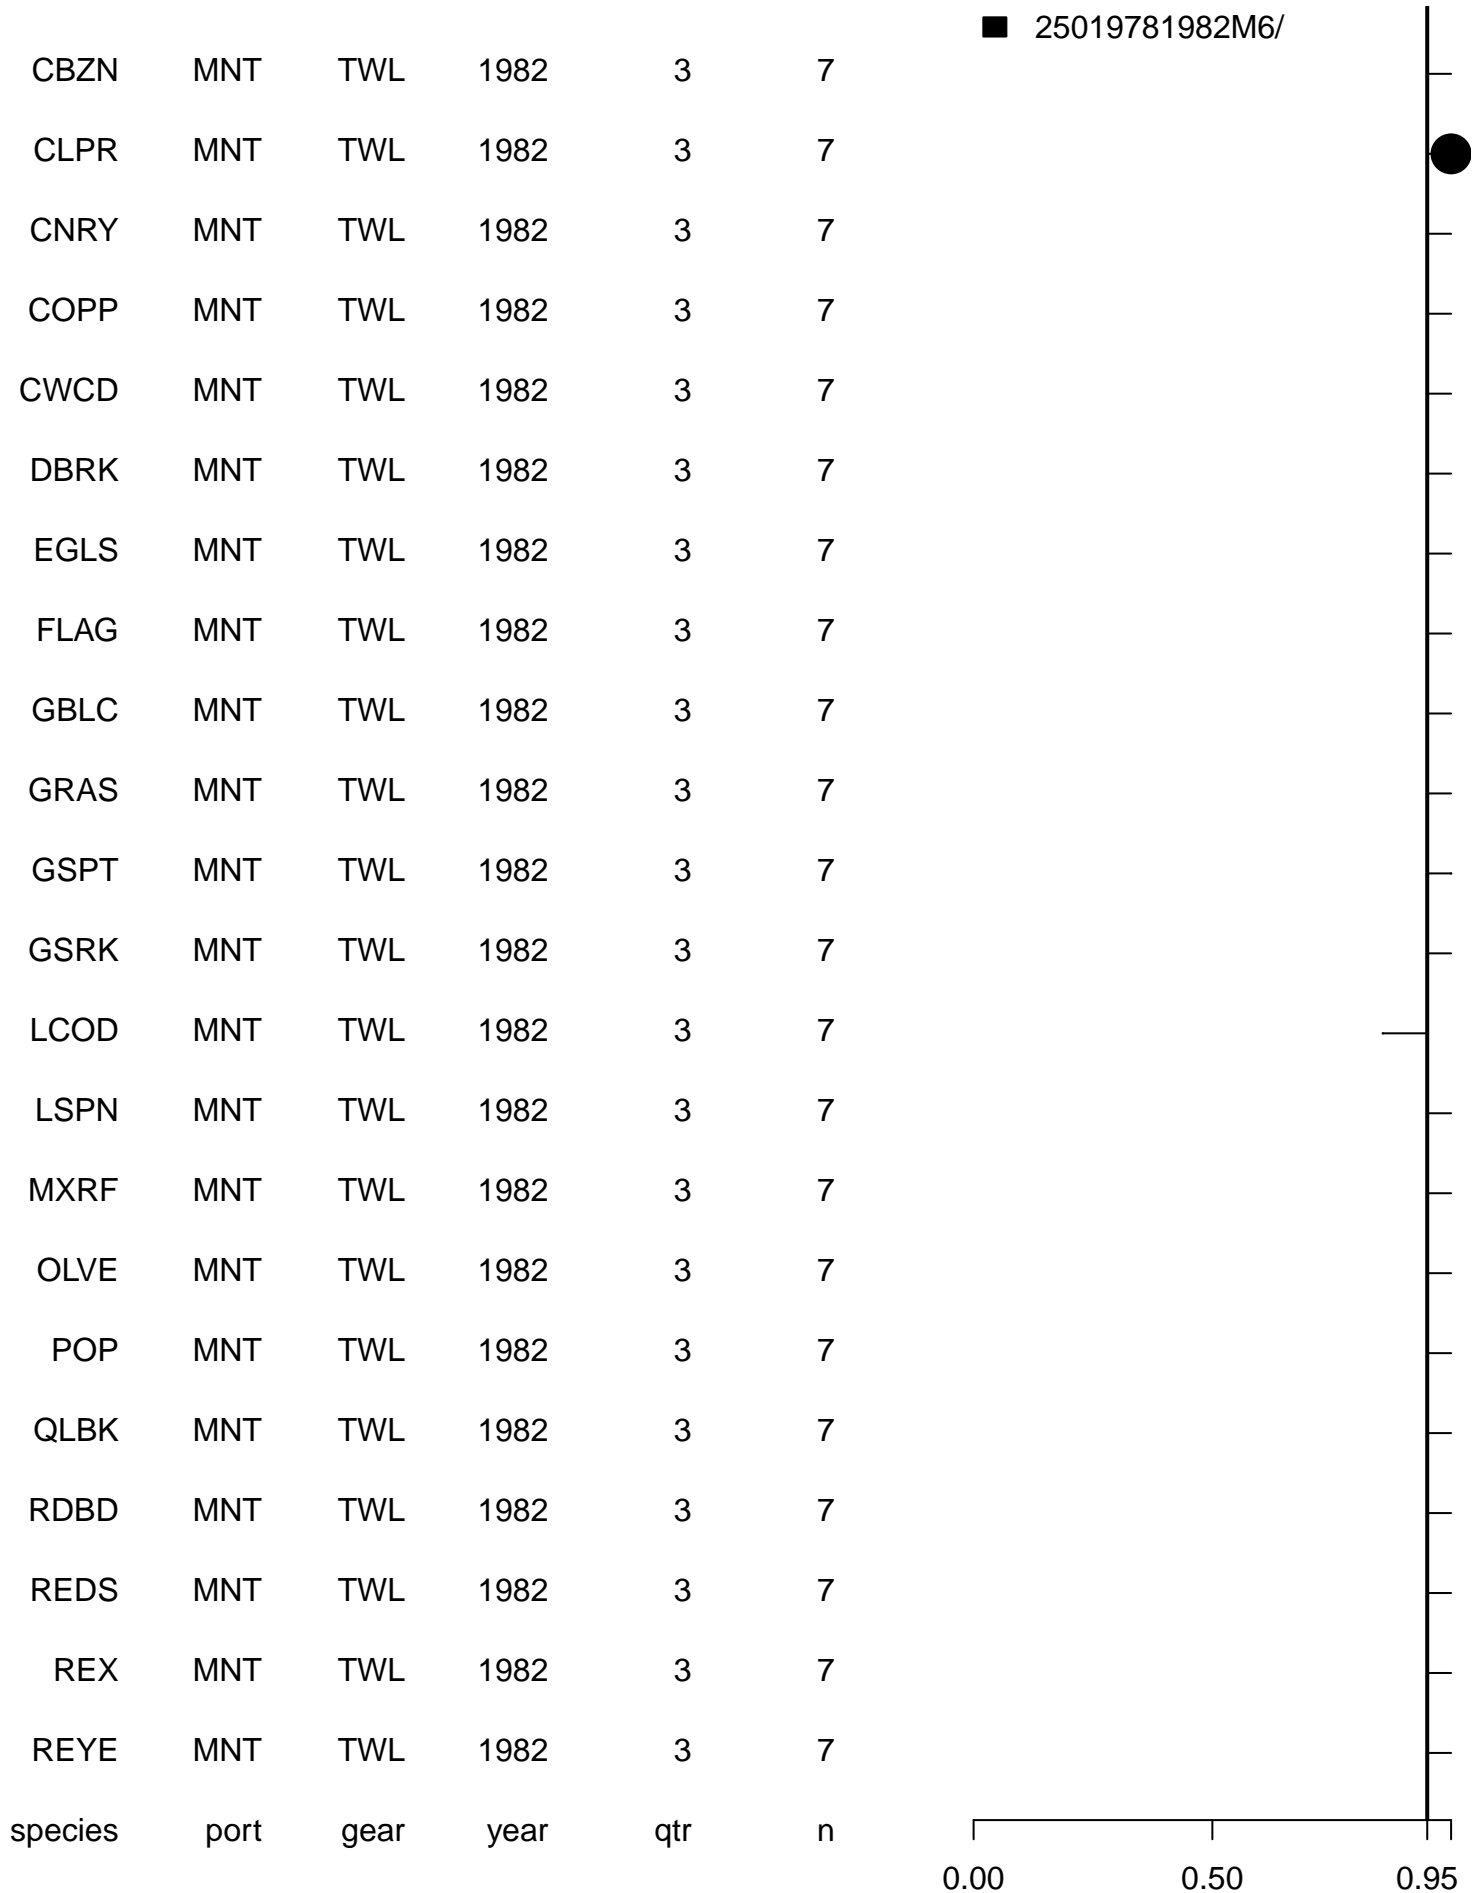 25019781982M6/
CBZN MNT TWL 1982 3 7
CLPR MNT TWL 1982 3 7
CNRY MNT TWL 1982 3 7
COPP MNT TWL 1982 3 7
CWCD MNT TWL 1982 3 7
DBRK MNT TWL 1982 3 7
EGLS MNT TWL 1982 3 7
FLAG MNT TWL 1982 3 7
GBLC MNT TWL 1982 3 7
GRAS MNT TWL 1982 3 7
GSPT MNT TWL 1982 3 7
GSRK MNT TWL 1982 3 7
LCOD MNT TWL 1982 3 7
LSPN MNT TWL 1982 3 7
MXRF MNT TWL 1982 3 7
OLVE MNT TWL 1982 3 7
POP MNT TWL 1982 3 7
QLBK MNT TWL 1982 3 7
RDBD MNT TWL 1982 3 7
REDS MNT TWL 1982 3 7
REX MNT TWL 1982 3 7
REYE MNT TWL 1982 3 7
species port gear year qtr n
0.00 0.50 0.95